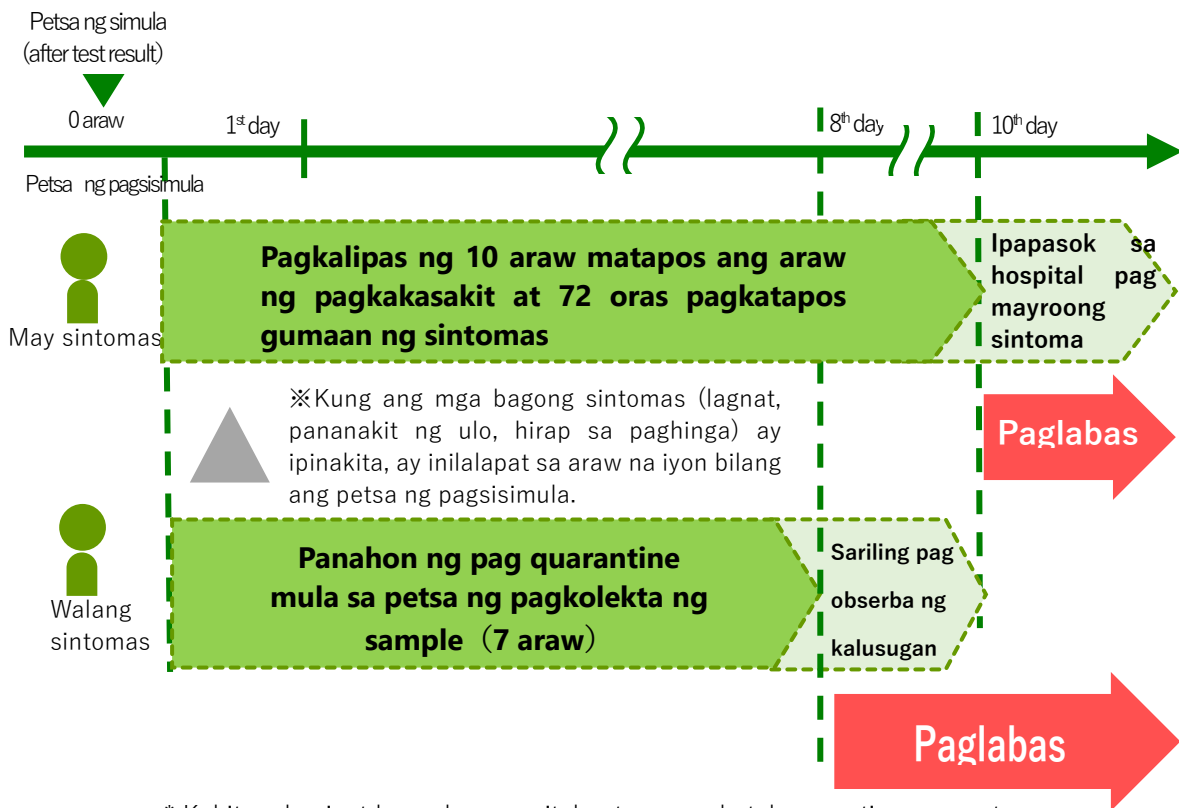 Petsa ng simula
(after test result)
0 araw
1st day
8th day
10th day
Petsa ng pagsisimula
May sintomas
Pagkalipas ng 10 araw matapos ang araw
ng pagkakasakit at 72 oras pagkatapos
gumaan ng sintomas
Ipapasok sa
hospital pag
mayroong
sintoma
※Kung ang mga bagong sintomas (lagnat,
pananakit ng ulo, hirap sa paghinga) ay
ipinakita, ay inilalapat sa araw na iyon bilang
ang petsa ng pagsisimula.
Paglabas
Walang
sintomas
Panahon ng pag quarantine
mula sa petsa ng pagkolekta ng
sample（7 araw）
Sariling pag
obserba ng
kalusugan
Paglabas